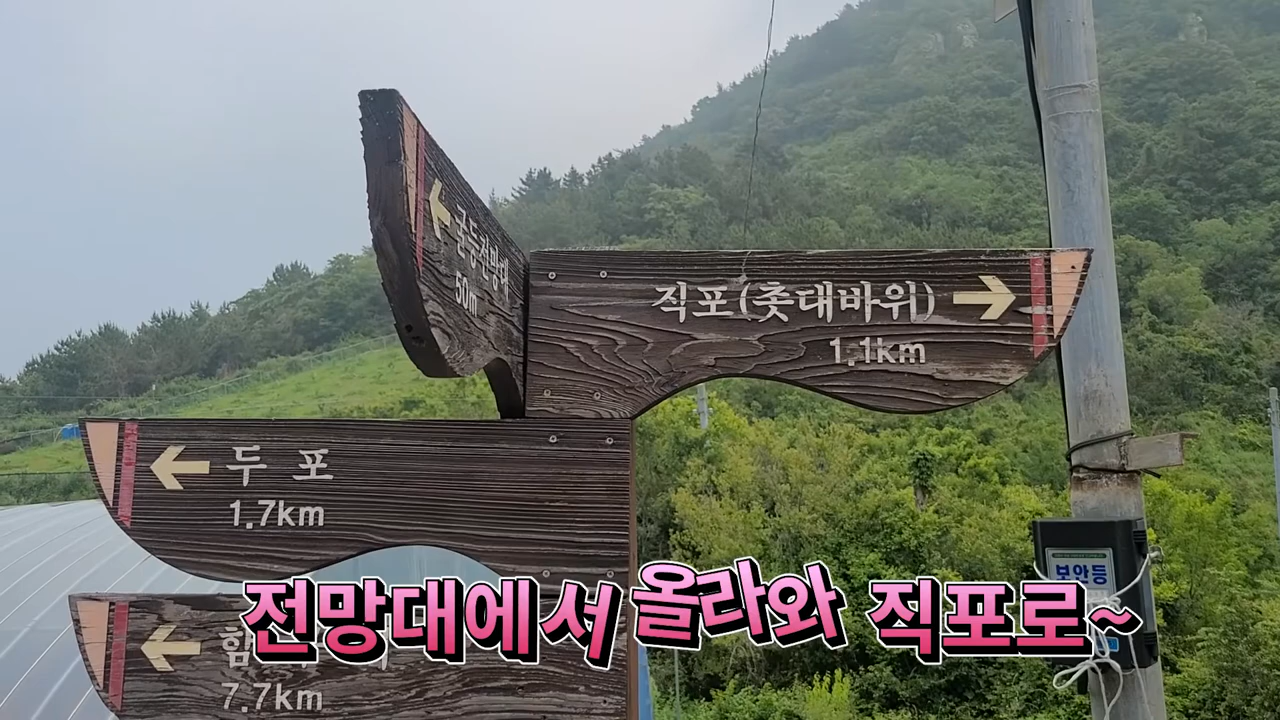 굴등전망대
50m
직포(촛대바위)
1.1km
두 포
1.7km
7.7km
보안등
전망대에서 올라와 직포로~